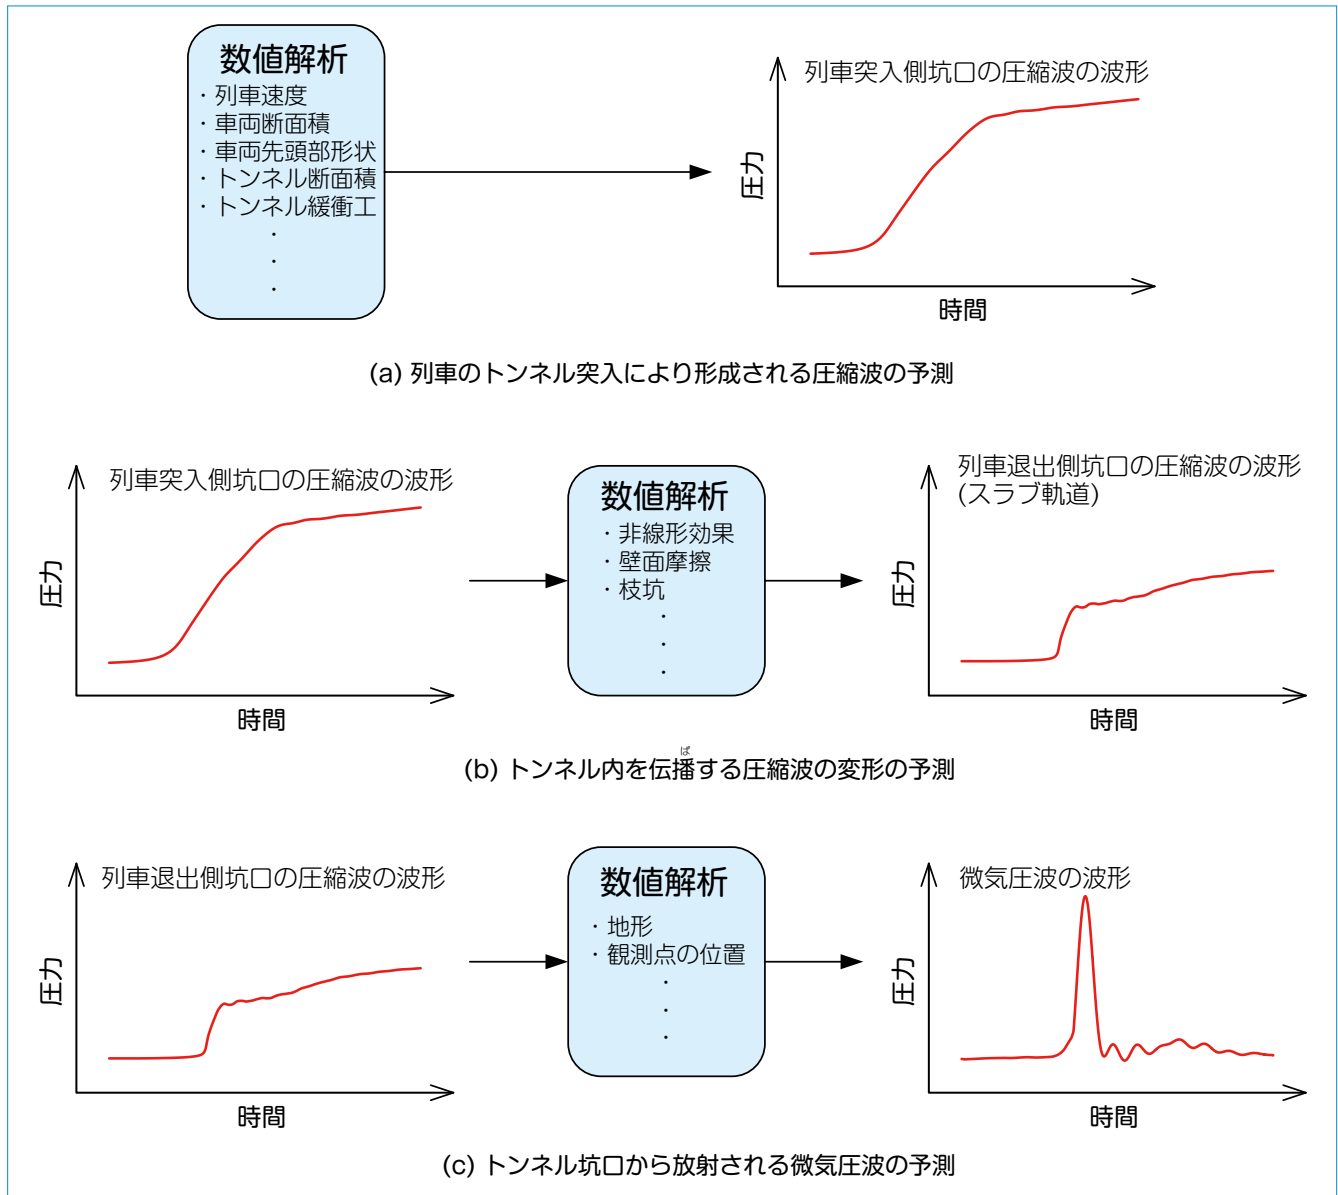 数値解析
・列車速度
・車両断面積
・車両先頭部形状
・トンネル断面積
・トンネル緩衝工
・
・
・
列車突入側坑口の圧縮波の波形
圧力
時間
(a) 列車のトンネル突入により形成される圧縮波の予測
列車突入側坑口の圧縮波の波形
圧力
時間
数値解析
・非線形効果
・壁面摩擦
・枝坑
・
・
・
列車退出側坑口の圧縮波の波形
(スラブ軌道)
圧力
時間
ぱ
(b) トンネル内を伝播する圧縮波の変形の予測
列車退出側坑口の圧縮波の波形
圧力
時間
数値解析
・地形
・観測点の位置
・
・
・
微気圧波の波形
圧力
時間
(c) トンネル坑口から放射される微気圧波の予測